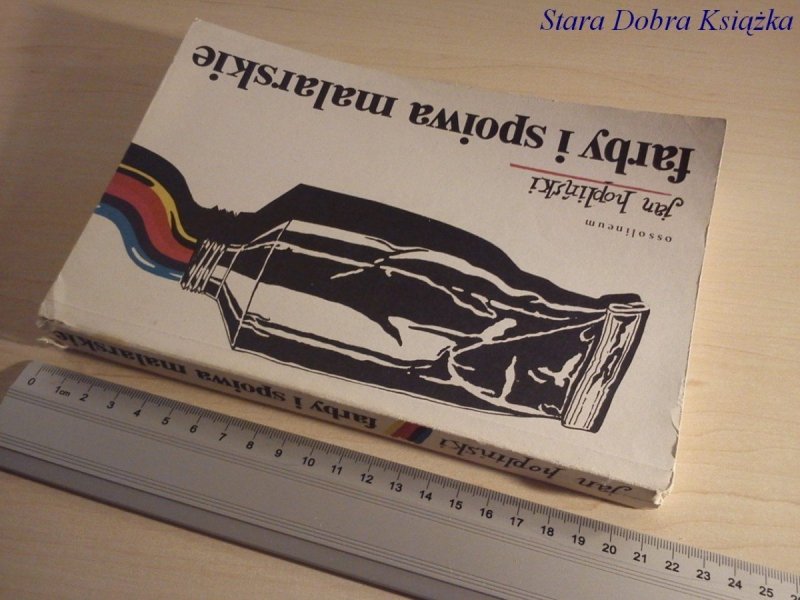 Stara Dobra Książka
farby i spoiwa malarskie
jan hopliński
ossolineum
jan hopliński farby i spoiwa malarskie
0 1cm 2 3 4 5 6 7 8 9 10 11 12 13 14 15 16 17 18 19 20 21 22 23 24 25